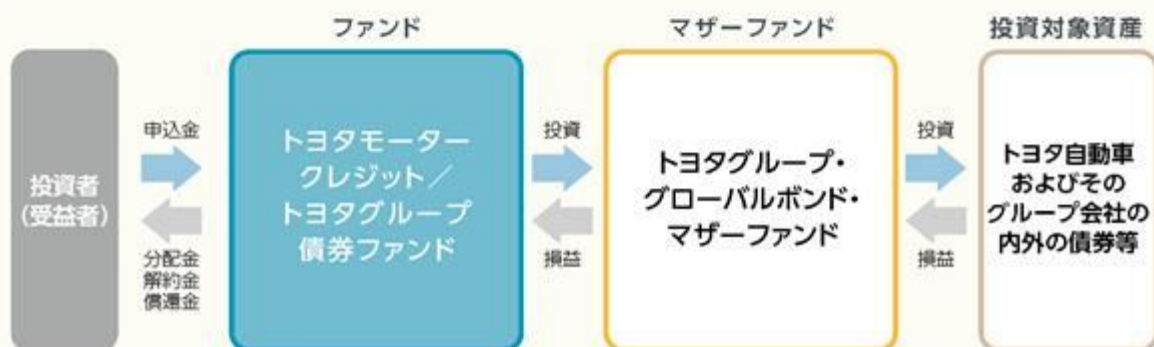 ファンド
マザーファンド
投資対象資産
投資者
(受益者)
申込金
分配金
解約金
償還金
トヨタモーター
クレジット／
トヨタグループ
債券ファンド
投資
損益
トヨタグループ・
グローバルボンド・
マザーファンド
投資
損益
トヨタ自動車
およびその
グループ会社の
内外の債券等